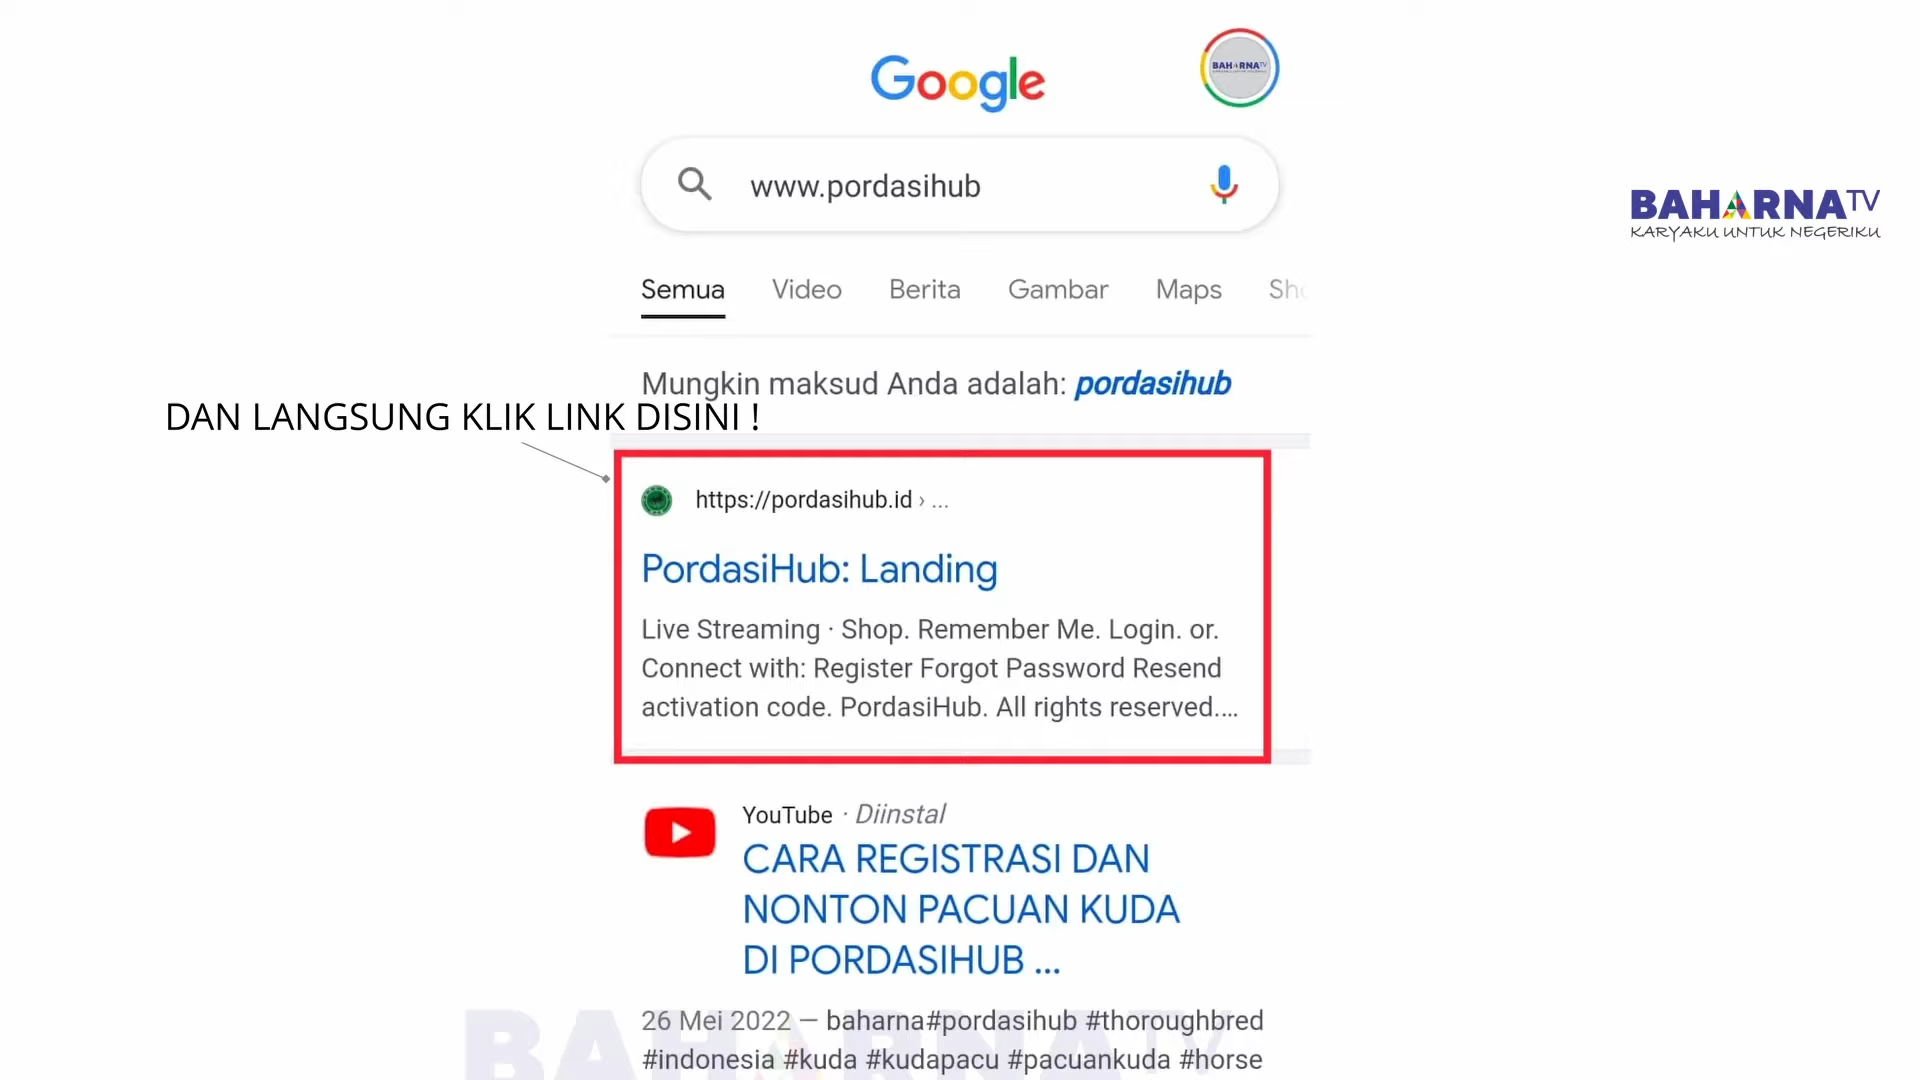 Google
BAHARNATV
www.pordasihub
BAHARNATV
KARYAKU UNTUK NEGERIKU
Semua Video Berita Gambar Maps Sho
Mungkin maksud Anda adalah: pordasihub
DAN LANGSUNG KLIK LINK DISINI !
https://pordasihub.id › ...
PordasiHub: Landing
Live Streaming · Shop. Remember Me. Login. or.
Connect with: Register Forgot Password Resend
activation code. PordasiHub. All rights reserved....
YouTube · Diinstal
CARA REGISTRASI DAN
NONTON PACUAN KUDA
DI PORDASIHUB ...
26 Mei 2022 — baharna#pordasihub #thoroughbred
#indonesia #kuda #kudapacu #pacuankuda #horse
BAHARNATV